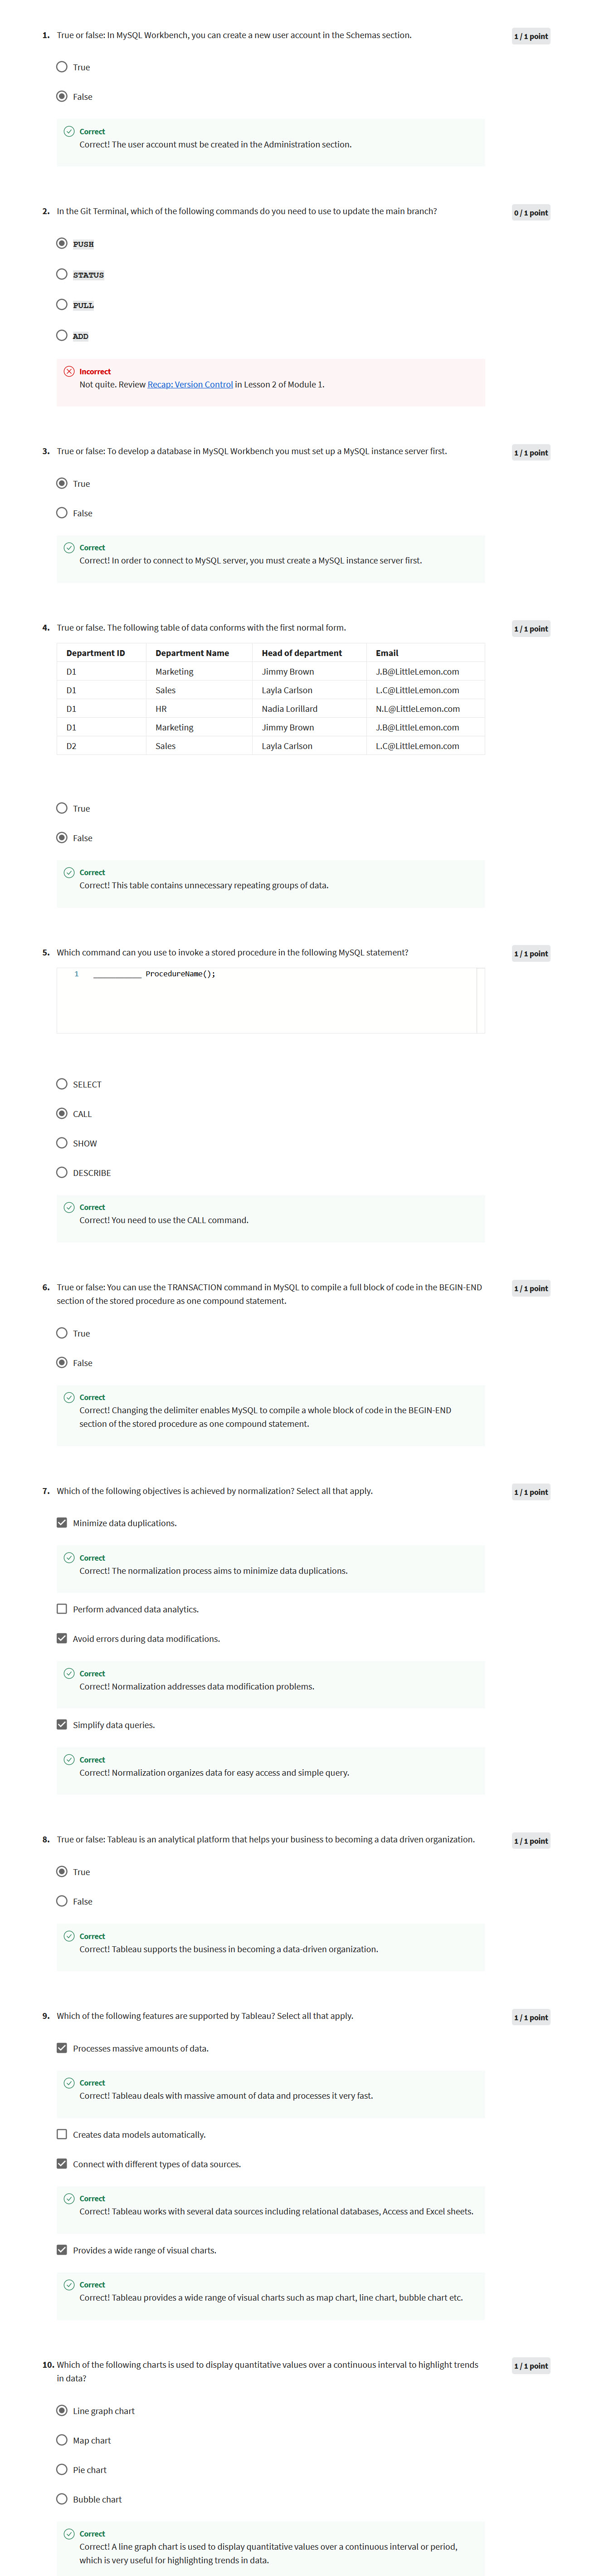 1. True or false: In MySQL Workbench, you can create a new user account in the Schemas section.
1 / 1 point
True
False
Correct
Correct! The user account must be created in the Administration section.
2. In the Git Terminal, which of the following commands do you need to use to update the main branch?
0 / 1 point
PUSH
STATUS
PULL
ADD
Incorrect
Not quite. Review Recap: Version Control in Lesson 2 of Module 1.
3. True or false: To develop a database in MySQL Workbench you must set up a MySQL instance server first.
1 / 1 point
True
False
Correct
Correct! In order to connect to MySQL server, you must create a MySQL instance server first.
4. True or false. The following table of data conforms with the first normal form.
1 / 1 point
Department ID Department Name Head of department Email
D1 Marketing Jimmy Brown J.B@LittleLemon.com
D1 Sales Layla Carlson L.C@LittleLemon.com
D1 HR Nadia Lorillard N.L@LittleLemon.com
D1 Marketing Jimmy Brown J.B@LittleLemon.com
D2 Sales Layla Carlson L.C@LittleLemon.com
True
False
Correct
Correct! This table contains unnecessary repeating groups of data.
5. Which command can you use to invoke a stored procedure in the following MySQL statement?
1 / 1 point
1 ___________ ProcedureName();
SELECT
CALL
SHOW
DESCRIBE
Correct
Correct! You need to use the CALL command.
6. True or false: You can use the TRANSACTION command in MySQL to compile a full block of code in the BEGIN-END
section of the stored procedure as one compound statement.
1 / 1 point
True
False
Correct
Correct! Changing the delimiter enables MySQL to compile a whole block of code in the BEGIN-END
section of the stored procedure as one compound statement.
7. Which of the following objectives is achieved by normalization? Select all that apply.
1 / 1 point
Minimize data duplications.
Correct
Correct! The normalization process aims to minimize data duplications.
Perform advanced data analytics.
Avoid errors during data modifications.
Correct
Correct! Normalization addresses data modification problems.
Simplify data queries.
Correct
Correct! Normalization organizes data for easy access and simple query.
8. True or false: Tableau is an analytical platform that helps your business to becoming a data driven organization.
1 / 1 point
True
False
Correct
Correct! Tableau supports the business in becoming a data-driven organization.
9. Which of the following features are supported by Tableau? Select all that apply.
1 / 1 point
Processes massive amounts of data.
Correct
Correct! Tableau deals with massive amount of data and processes it very fast.
Creates data models automatically.
Connect with different types of data sources.
Correct
Correct! Tableau works with several data sources including relational databases, Access and Excel sheets.
Provides a wide range of visual charts.
Correct
Correct! Tableau provides a wide range of visual charts such as map chart, line chart, bubble chart etc.
10. Which of the following charts is used to display quantitative values over a continuous interval to highlight trends
in data?
1 / 1 point
Line graph chart
Map chart
Pie chart
Bubble chart
Correct
Correct! A line graph chart is used to display quantitative values over a continuous interval or period,
which is very useful for highlighting trends in data.